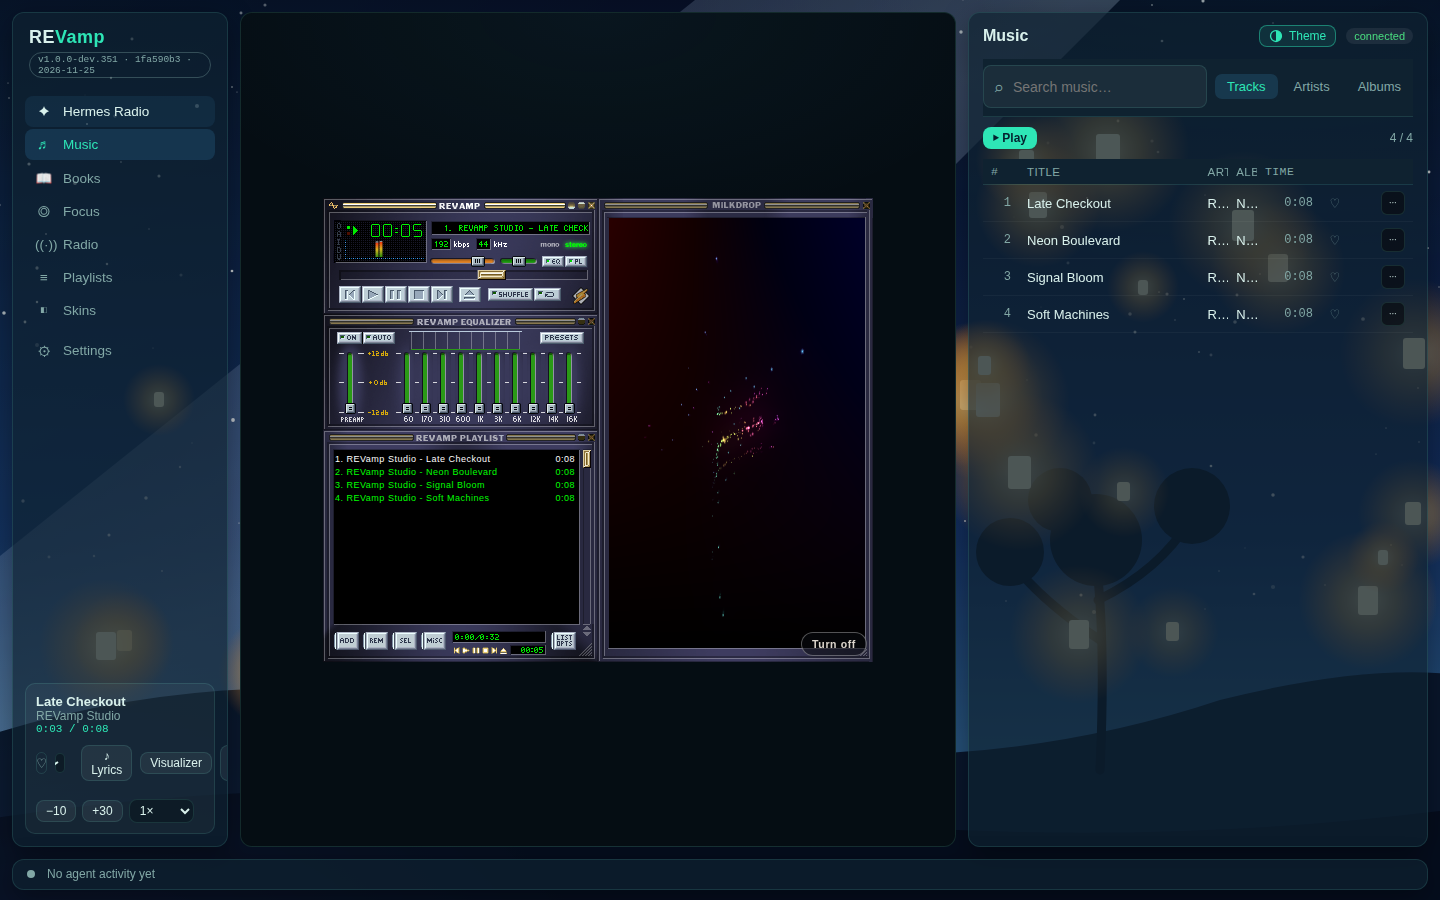 REVamp
v1.0.0-dev.351 · 1fa590b3 ·
2026-11-25
Hermes Radio
Music
Books
Focus
Radio
Playlists
Skins
Settings
Late Checkout
REVamp Studio
0:03 / 0:08
♪
Lyrics
Visualizer
−10
+30
1×
REVAMP
00:05
1. REVAMP STUDIO - LATE CHECK
192 kbps 44 kHz mono stereo
EQ PL
SHUFFLE
REVAMP EQUALIZER
ON AUTO PRESETS
+12 db
+0 db
-12 db
PREAMP 60 170 310 600 1K 3K 6K 12K 14K 16K
REVAMP PLAYLIST
1. REVamp Studio - Late Checkout 0:08
2. REVamp Studio - Neon Boulevard 0:08
3. REVamp Studio - Signal Bloom 0:08
4. REVamp Studio - Soft Machines 0:08
ADD REM SEL MISC 0:00/0:32 LIST OPTS
00:05
MILKDROP
Turn off
Music
Theme
connected
Search music…
Tracks Artists Albums
Play 4 / 4
# TITLE ART ALB TIME
1 Late Checkout R… N… 0:08 ♡ ···
2 Neon Boulevard R… N… 0:08 ♡ ···
3 Signal Bloom R… N… 0:08 ♡ ···
4 Soft Machines R… N… 0:08 ♡ ···
No agent activity yet